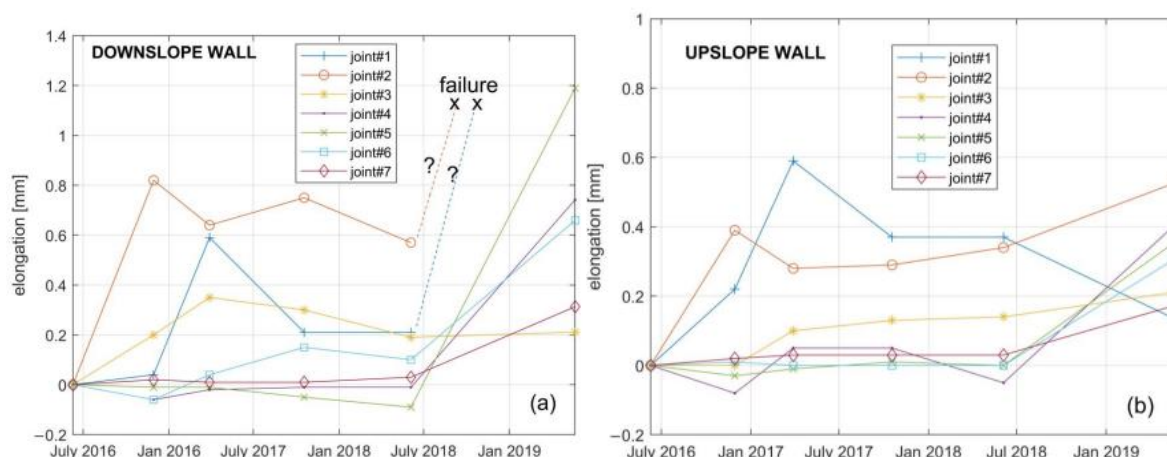 DOWNSLOPE WALL
joint#1
joint#2
joint#3
joint#4
joint#5
joint#6
joint#7
failure
x x
?
?
elongation [mm]
1.4
1.2
1
0.8
0.6
0.4
0.2
0
−0.2
July 2016
Jan 2016
July 2017
Jan 2018
July 2018
Jan 2019
(a)
UPSLOPE WALL
joint#1
joint#2
joint#3
joint#4
joint#5
joint#6
joint#7
elongation [mm]
1
0.8
0.6
0.4
0.2
0
−0.2
July 2016
Jan 2017
July 2017
Jan 2018
Jul 2018
Jan 2019
(b)